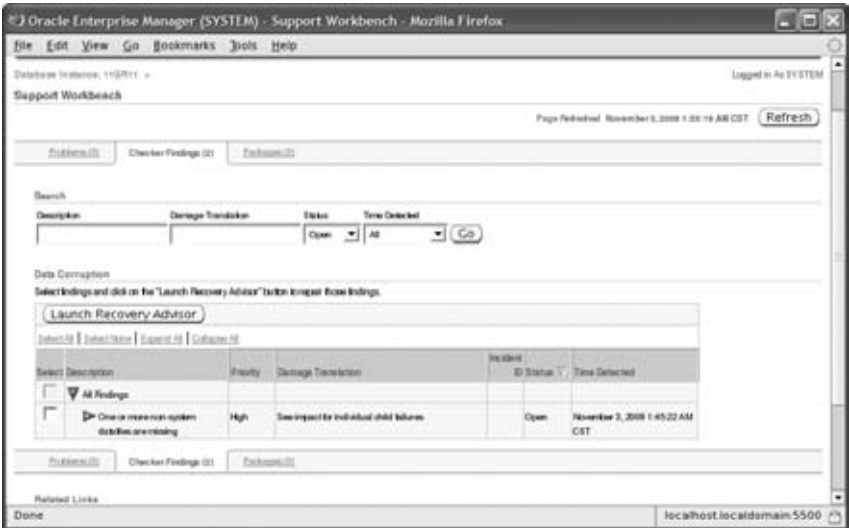 Oracle Enterprise Manager (SYSTEM) - Support Workbench - Mozilla Firefox
File Edit View Go Bookmarks Tools Help
Database Instance: 11GR11 >
Logged in As SYSTEM
Support Workbench
Page Refreshed November 3, 2008 1:55:19 AM CST Refresh
Problems (0) Checker Findings (2) Packages (0)
Search
Description Damage Translation Status Time Detected
Open All Go
Data Corruption
Select findings and click on the "Launch Recovery Advisor" button to repair those findings.
Launch Recovery Advisor
Select All | Select None | Expand All | Collapse All
Select Description Priority Damage Translation Incident ID Status Time Detected
All Findings
One or more non-system datafiles are missing High See impact for individual child failures Open November 3, 2008 1:45:22 AM CST
Problems (0) Checker Findings (2) Packages (0)
Related Links
Done localhost.localdomain:5500